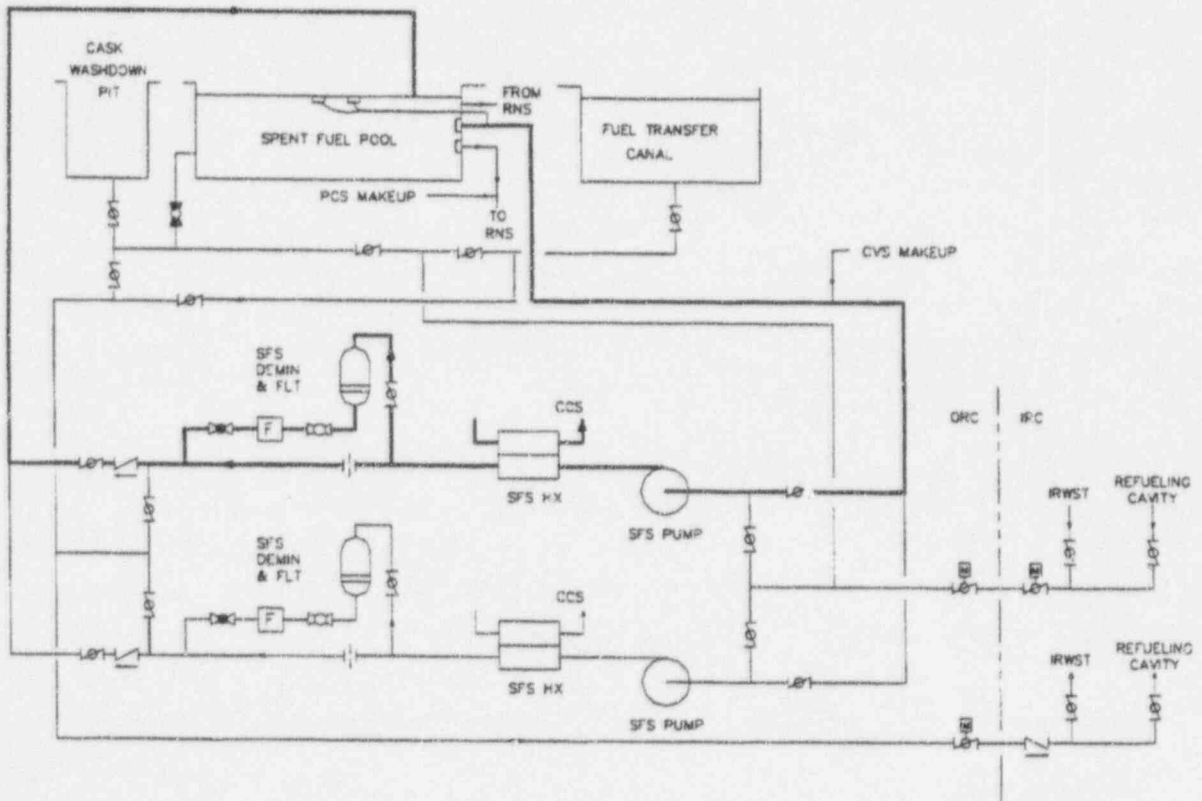 CASK
WASHDOWN
PIT
FROM
RNS
SPENT FUEL POOL
FUEL TRANSFER
CANAL
PCS MAKEUP
TO
RNS
CVS MAKEUP
SFS
DEMIN
& FLT
F
CCS
SFS HX
SFS PUMP
ORC
IRC
IRWST
REFUELING
CAVITY
SFS
DEMIN
& FLT
F
CCS
SFS HX
SFS PUMP
IRWST
REFUELING
CAVITY